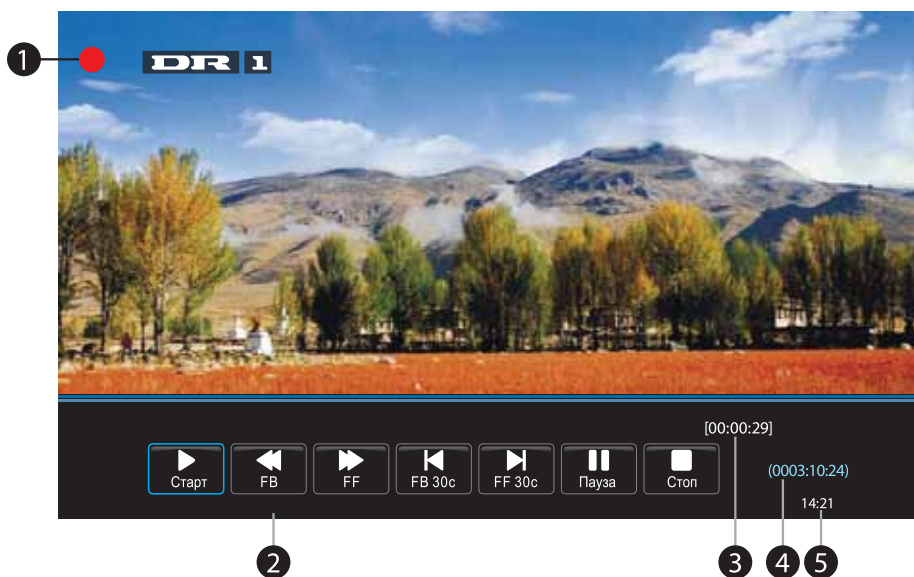 1
DR 1
[00:00:29]
Старт
FB
FF
FB 30с
FF 30с
Пауза
Стоп
(0003:10:24)
14:21
2
3
4
5